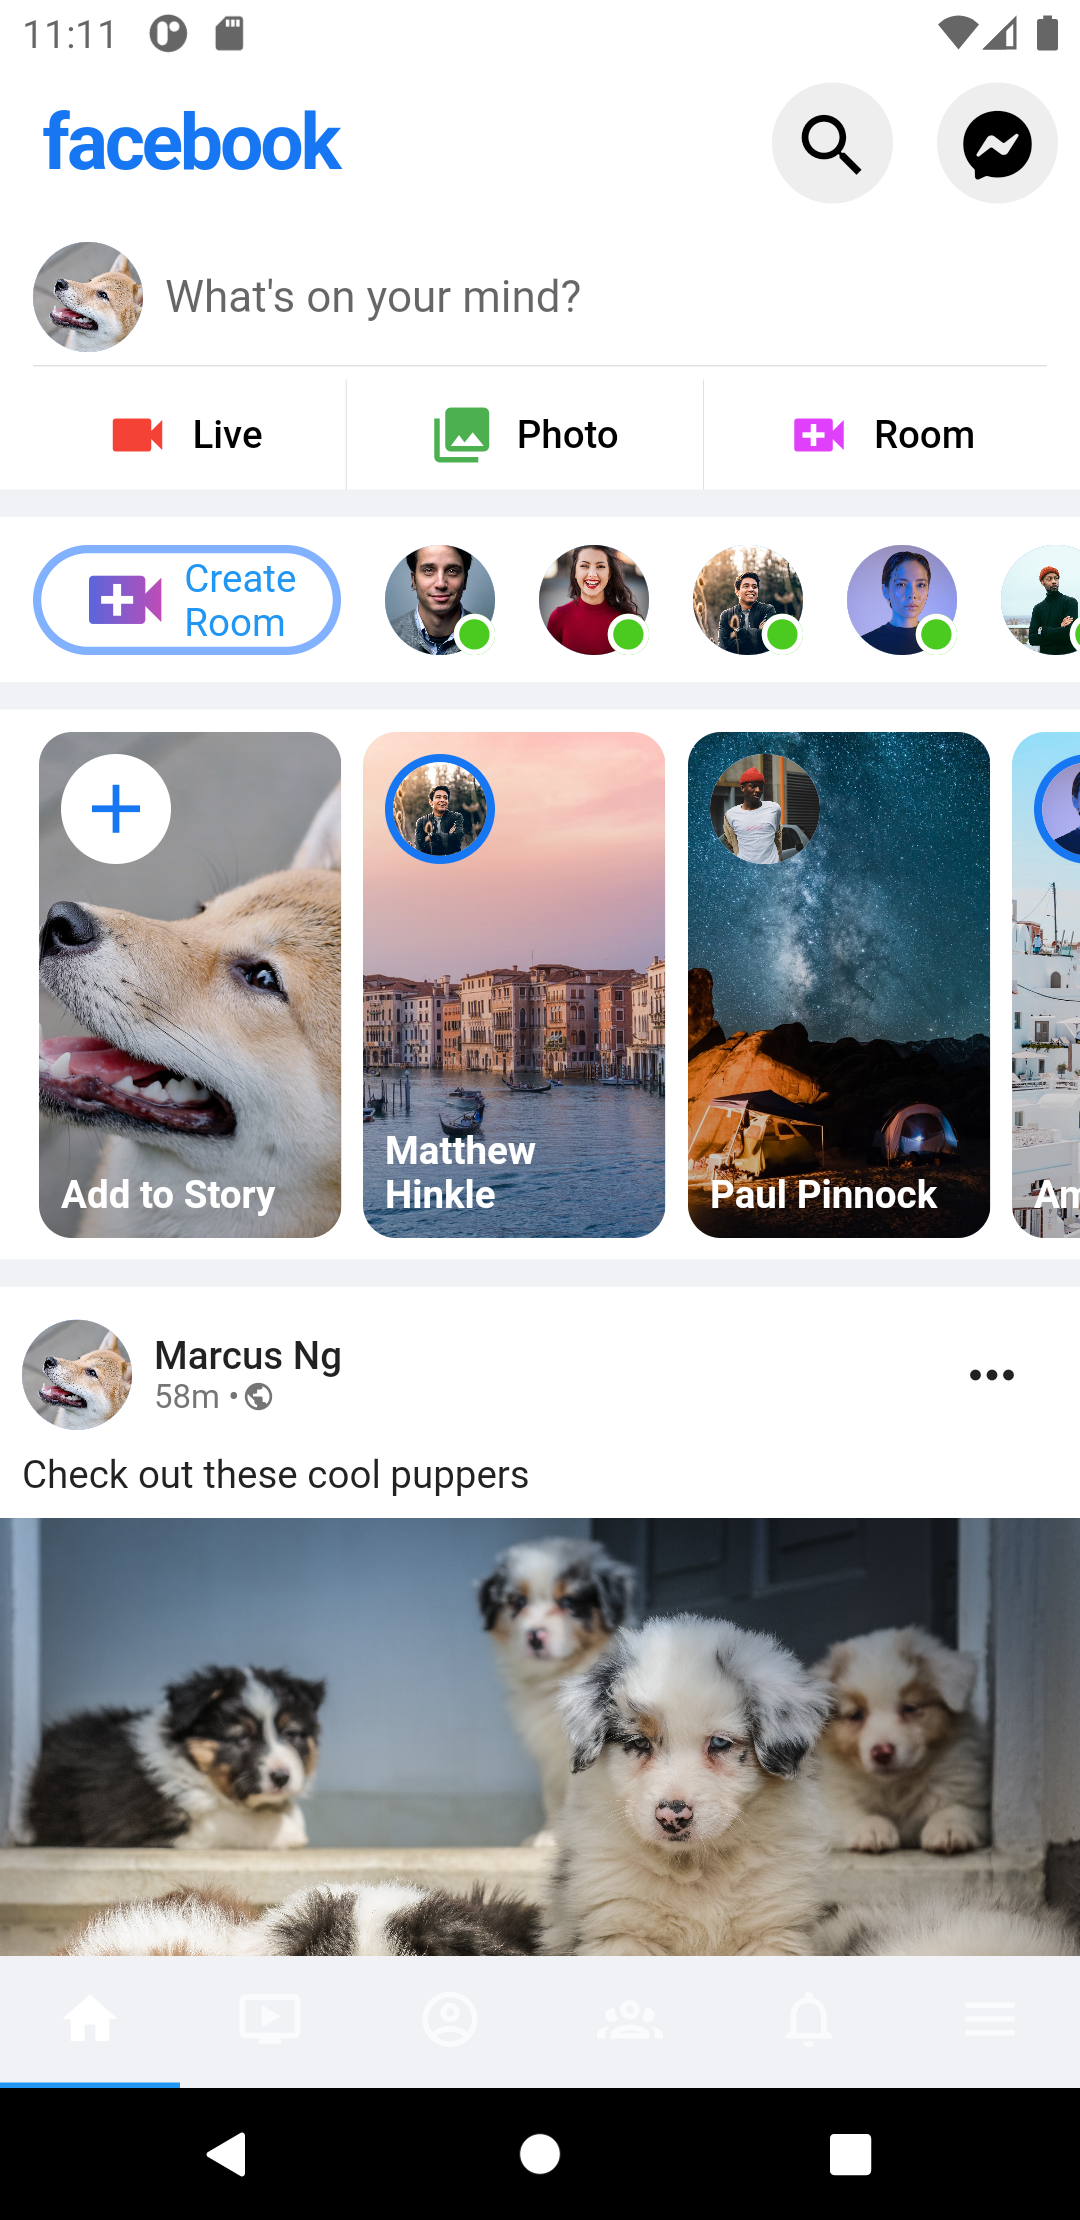 11:11
facebook
What's on your mind?
Live
Photo
Room
Create
Room
Add to Story
Matthew
Hinkle
Paul Pinnock
Am
Marcus Ng
58m •
Check out these cool puppers